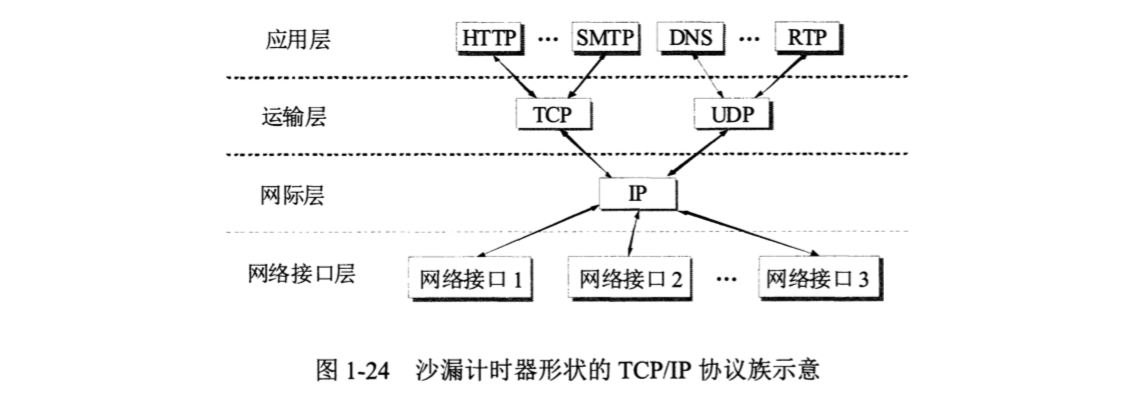 应用层 HTTP ··· SMTP DNS ··· RTP
运输层 TCP UDP
网际层 IP
网络接口层 网络接口 1 网络接口 2 ··· 网络接口 3
图 1-24 沙漏计时器形状的 TCP/IP 协议族示意